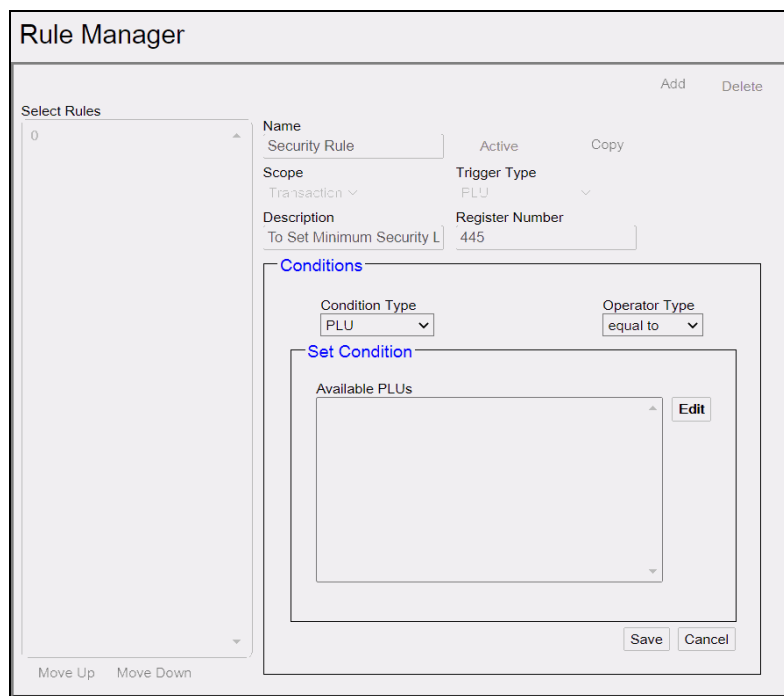 Rule Manager
Add Delete
Select Rules
0
Name
Security Rule Active Copy
Scope Trigger Type
Transaction PLU
Description Register Number
To Set Minimum Security L 445
Conditions
Condition Type Operator Type
PLU equal to
Set Condition
Available PLUs
Edit
Save Cancel
Move Up Move Down